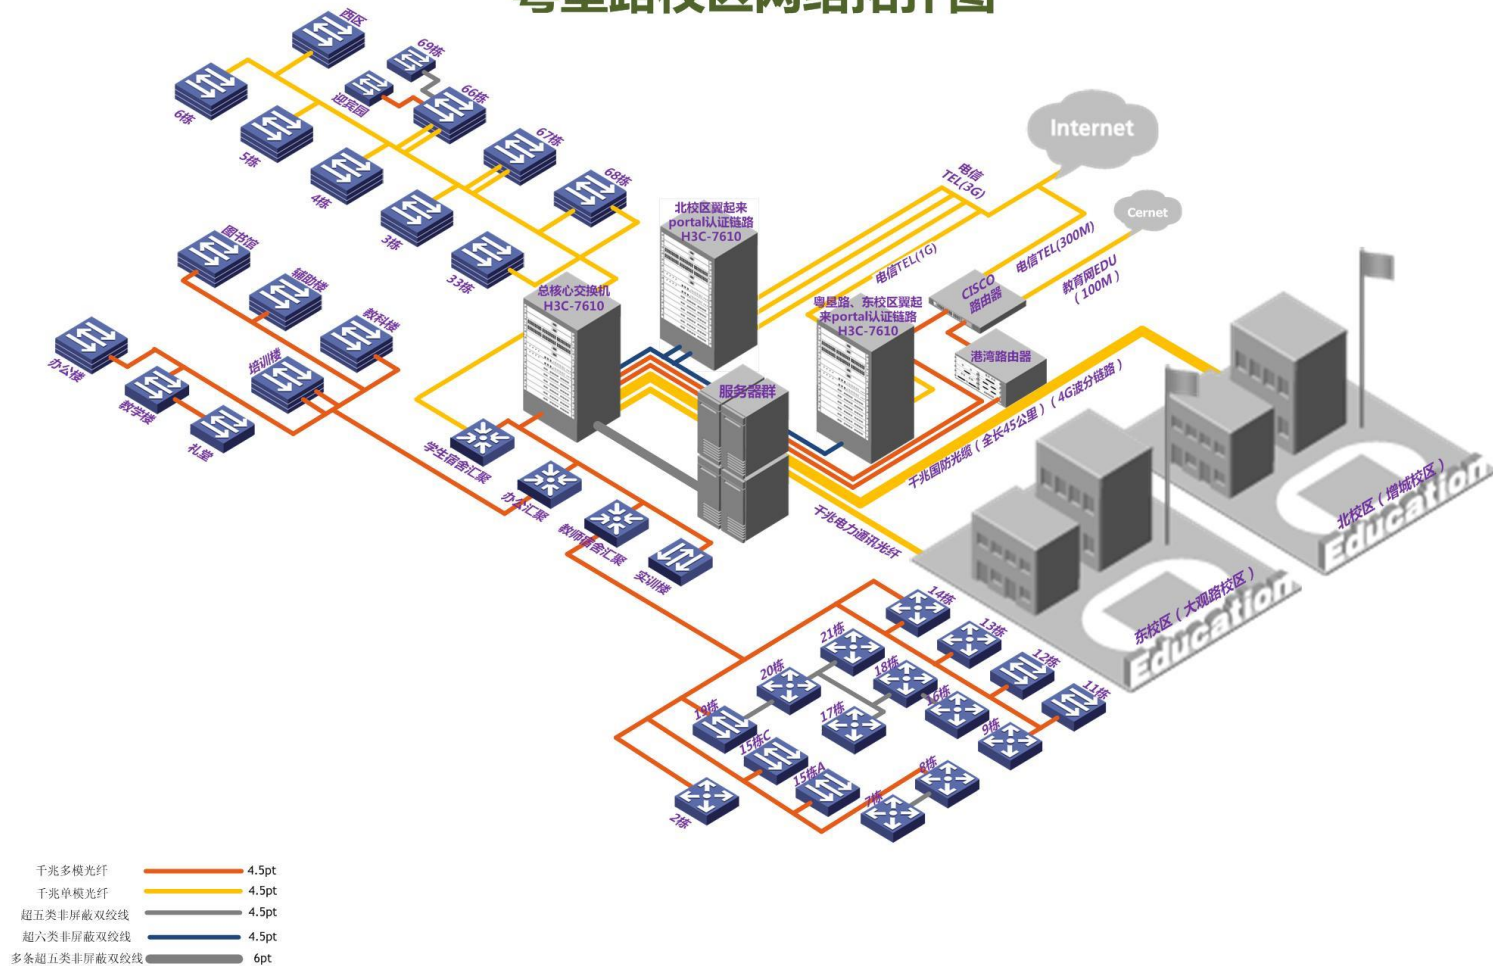 粤垦路校区网络拓扑图
西区
69栋
66栋
迎宾园
6栋
67栋
5栋
68栋
4栋
3栋
33栋
图书馆
辅助楼
教科楼
办公楼
培训楼
教学楼
礼堂
北校区翼起来
portal认证链路
H3C-7610
总核心交换机
H3C-7610
Internet
电信
TEL(3G)
Cernet
电信TEL(1G)
电信TEL(300M)
教育网EDU
（100M）
CISCO
路由器
粤垦路、东校区翼起
来portal认证链路
H3C-7610
港湾路由器
服务器群
千兆国防光缆（全长45公里）（4G波分链路）
千兆电力通讯光纤
学生宿舍汇聚
办公汇聚
教师宿舍汇聚
实训楼
北校区（增城校区）
Education
东校区（大观路校区）
Education
14栋
13栋
12栋
11栋
21栋
20栋
18栋
16栋
19栋
17栋
9栋
15栋C
15栋A
8栋
7栋
2栋
千兆多模光纤 4.5pt
千兆单模光纤 4.5pt
超五类非屏蔽双绞线 4.5pt
超六类非屏蔽双绞线 4.5pt
多条超五类非屏蔽双绞线 6pt